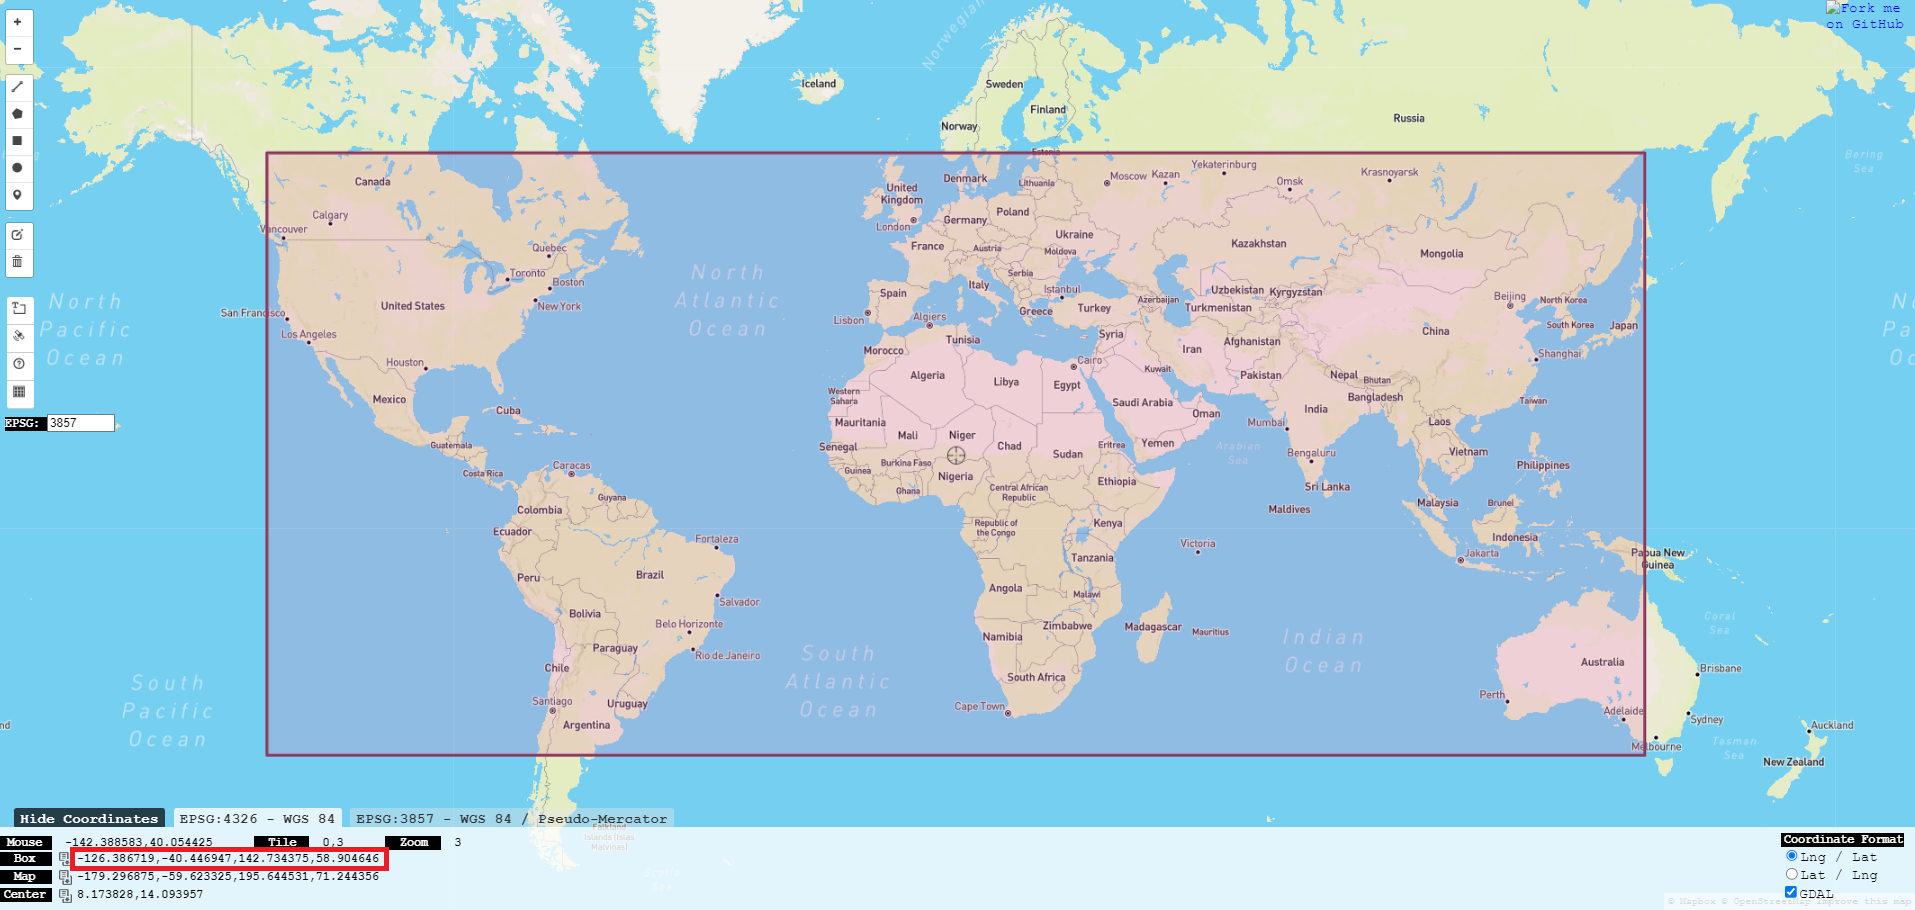 +
Fork me
on GitHub
−
Norwegian
Iceland
Sweden
Finland
Norway
Russia
Estonia
Bering
Sea
Canada
Denmark
Lithuania
Moscow
Kazan
Yekaterinburg
Omsk
Krasnoyarsk
United
Kingdom
Calgary
Vancouver
London
Germany
Poland
Ukraine
Quebec
France
Austria
Moldova
Kazakhstan
Mongolia
Toronto
Boston
New York
North
Atlantic
Ocean
Serbia
Italy
Spain
Istanbul
Uzbekistan
Kyrgyzstan
Beijing
North Korea
North
Pacific
Ocean
San Francisco
United States
Lisbon
Algiers
Greece
Turkey
Azerbaijan
Turkmenistan
South Korea
Japan
Los Angeles
Tunisia
Syria
Afghanistan
China
Morocco
Iran
Shanghai
Houston
Cairo
Kuwait
Pakistan
Nepal
Bhutan
Bangladesh
Algeria
Libya
Egypt
Mexico
Western
Sahara
Saudi Arabia
Oman
India
Taiwan
Cuba
Mauritania
Mumbai
Laos
EPSG: 3857
Mali
Niger
Chad
Sudan
Eritrea
Yemen
Arabian
Sea
Guatemala
Senegal
Bengaluru
Vietnam
Caracas
Burkina Faso
Guinea
Nigeria
Ethiopia
Philippines
Costa Rica
Ghana
Central African
Republic
Sri Lanka
Guyana
Colombia
Maldives
Malaysia
Brunei
Ecuador
Republic of
the Congo
Kenya
Indonesia
Fortaleza
Victoria
Jakarta
Papua New
Guinea
Tanzania
Peru
Brazil
Angola
Malawi
Salvador
Bolivia
Coral
Sea
Belo Horizonte
Zimbabwe
Madagascar
Mauritius
Namibia
Indian
Ocean
Paraguay
Rio de Janeiro
South
Atlantic
Ocean
Chile
Australia
Brisbane
South Africa
South
Pacific
Ocean
Santiago
Uruguay
Cape Town
Perth
Adelaide
Argentina
Sydney
Auckland
Melbourne
Tasman
Sea
New Zealand
Hide Coordinates EPSG:4326 - WGS 84 EPSG:3857 - WGS 84 / Pseudo-Mercator
Falkland
Islands (Islas
Malvinas)
Mouse -142.388583,40.054425 Tile 0,3 Zoom 3
Box -126.386719,-40.446947,142.734375,58.904646
Map -179.296875,-59.623325,195.644531,71.244356
Center 8.173828,14.093957
Coordinate Format
Lng / Lat
Lat / Lng
GDAL
© Mapbox © OpenStreetMap Improve this map